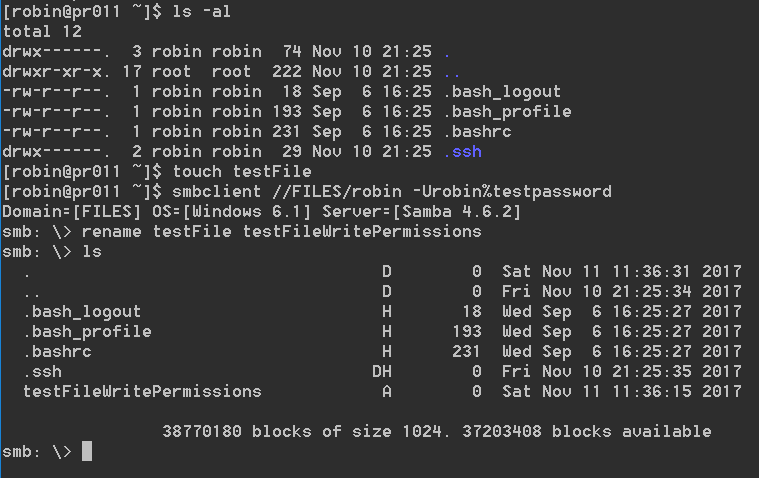 [robin@pr011 ~]$ ls -al
total 12
drwx------.  3 robin robin  74 Nov 10 21:25 .
drwxr-xr-x. 17 root  root  222 Nov 10 21:25 ..
-rw-r--r--.  1 robin robin  18 Sep  6 16:25 .bash_logout
-rw-r--r--.  1 robin robin 193 Sep  6 16:25 .bash_profile
-rw-r--r--.  1 robin robin 231 Sep  6 16:25 .bashrc
drwx------.  2 robin robin  29 Nov 10 21:25 .ssh
[robin@pr011 ~]$ touch testFile
[robin@pr011 ~]$ smbclient //FILES/robin -Urobin%testpassword
Domain=[FILES] OS=[Windows 6.1] Server=[Samba 4.6.2]
smb: \> rename testFile testFileWritePermissions
smb: \> ls
  .                                   D        0  Sat Nov 11 11:36:31 2017
  ..                                  D        0  Fri Nov 10 21:25:34 2017
  .bash_logout                        H       18  Wed Sep  6 16:25:27 2017
  .bash_profile                       H      193  Wed Sep  6 16:25:27 2017
  .bashrc                             H      231  Wed Sep  6 16:25:27 2017
  .ssh                               DH        0  Fri Nov 10 21:25:35 2017
  testFileWritePermissions            A        0  Sat Nov 11 11:36:15 2017
                38770180 blocks of size 1024. 37203408 blocks available
smb: \>